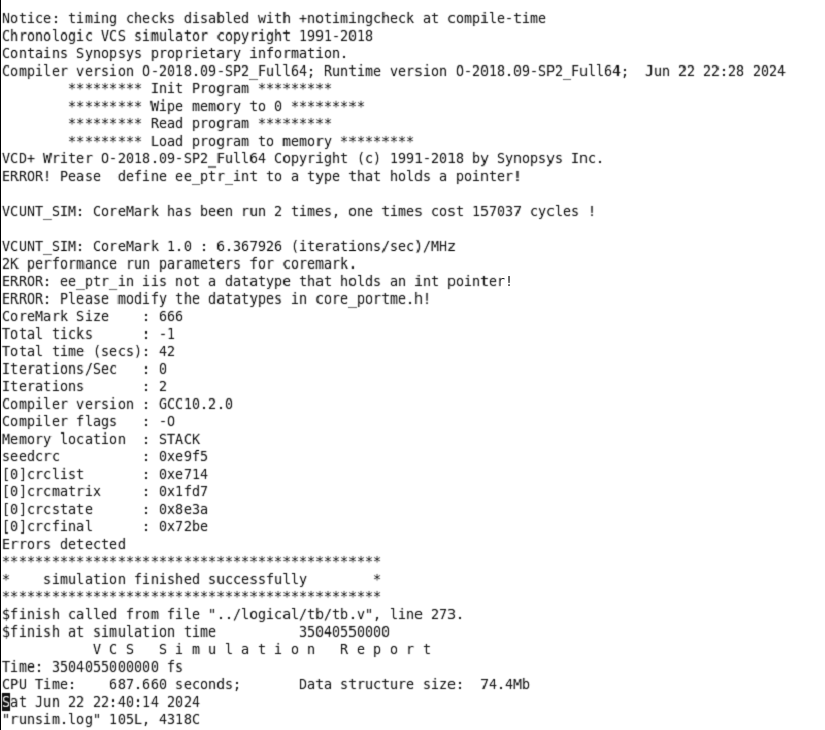 Notice: timing checks disabled with +notimingcheck at compile-time
Chronologic VCS simulator copyright 1991-2018
Contains Synopsys proprietary information.
Compiler version O-2018.09-SP2_Full64; Runtime version O-2018.09-SP2_Full64;  Jun 22 22:28 2024
        ********* Init Program *********
        ********* Wipe memory to 0 *********
        ********* Read program *********
        ********* Load program to memory *********
VCD+ Writer O-2018.09-SP2_Full64 Copyright (c) 1991-2018 by Synopsys Inc.
ERROR! Pease  define ee_ptr_int to a type that holds a pointer!
VCUNT_SIM: CoreMark has been run 2 times, one times cost 157037 cycles !
VCUNT_SIM: CoreMark 1.0 : 6.367926 (iterations/sec)/MHz
2K performance run parameters for coremark.
ERROR: ee_ptr_in iis not a datatype that holds an int pointer!
ERROR: Please modify the datatypes in core_portme.h!
CoreMark Size    : 666
Total ticks      : -1
Total time (secs): 42
Iterations/Sec   : 0
Iterations       : 2
Compiler version : GCC10.2.0
Compiler flags   : -O
Memory location  : STACK
seedcrc          : 0xe9f5
[0]crclist       : 0xe714
[0]crcmatrix     : 0x1fd7
[0]crcstate      : 0x8e3a
[0]crcfinal      : 0x72be
Errors detected
**********************************************
*    simulation finished successfully        *
**********************************************
$finish called from file "../logical/tb/tb.v", line 273.
$finish at simulation time          35040550000
           V C S   S i m u l a t i o n   R e p o r t
Time: 3504055000000 fs
CPU Time:    687.660 seconds;       Data structure size:  74.4Mb
Sat Jun 22 22:40:14 2024
"runsim.log" 105L, 4318C